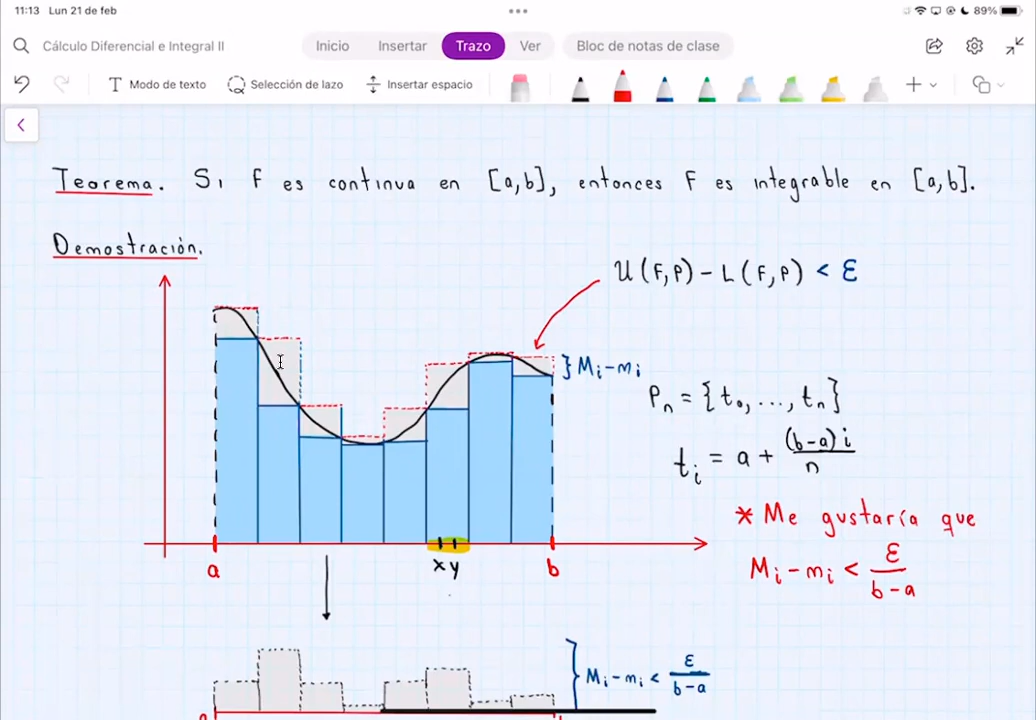 11:13 Lun 21 de feb
89%
Cálculo Diferencial e Integral II
Inicio Insertar Trazo Ver Bloc de notas de clase
Modo de texto Selección de lazo Insertar espacio
Teorema. Si f es continua en [a,b], entonces f es integrable en [a,b].
Demostración.
U(f,P) - L(f,P) < ε
} Mi - mi
Pn = {t0, ..., tn}
ti = a + (b-a)i / n
* Me gustaría que
Mi - mi < ε / b-a
a x y b
} Mi - mi < ε / b-a